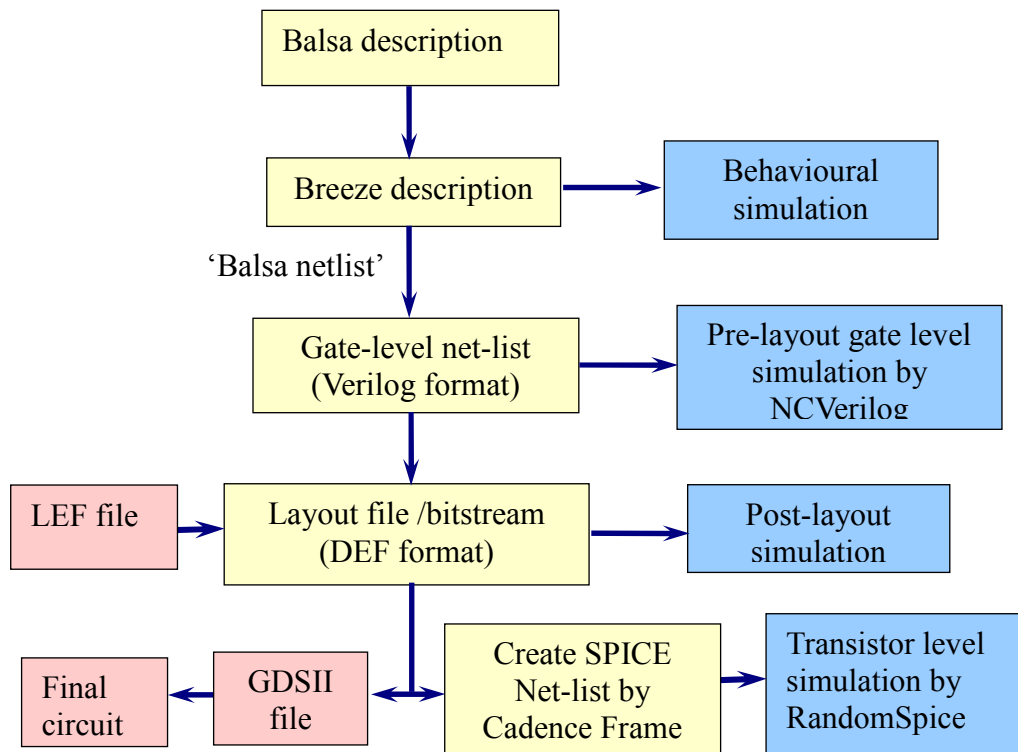 Balsa description
Breeze description
Behavioural
simulation
‘Balsa netlist’
Gate-level net-list
(Verilog format)
Pre-layout gate level
simulation by
NCVerilog
LEF file
Layout file /bitstream
(DEF format)
Post-layout
simulation
Final
circuit
GDSII
file
Create SPICE
Net-list by
Cadence Frame
Transistor level
simulation by
RandomSpice